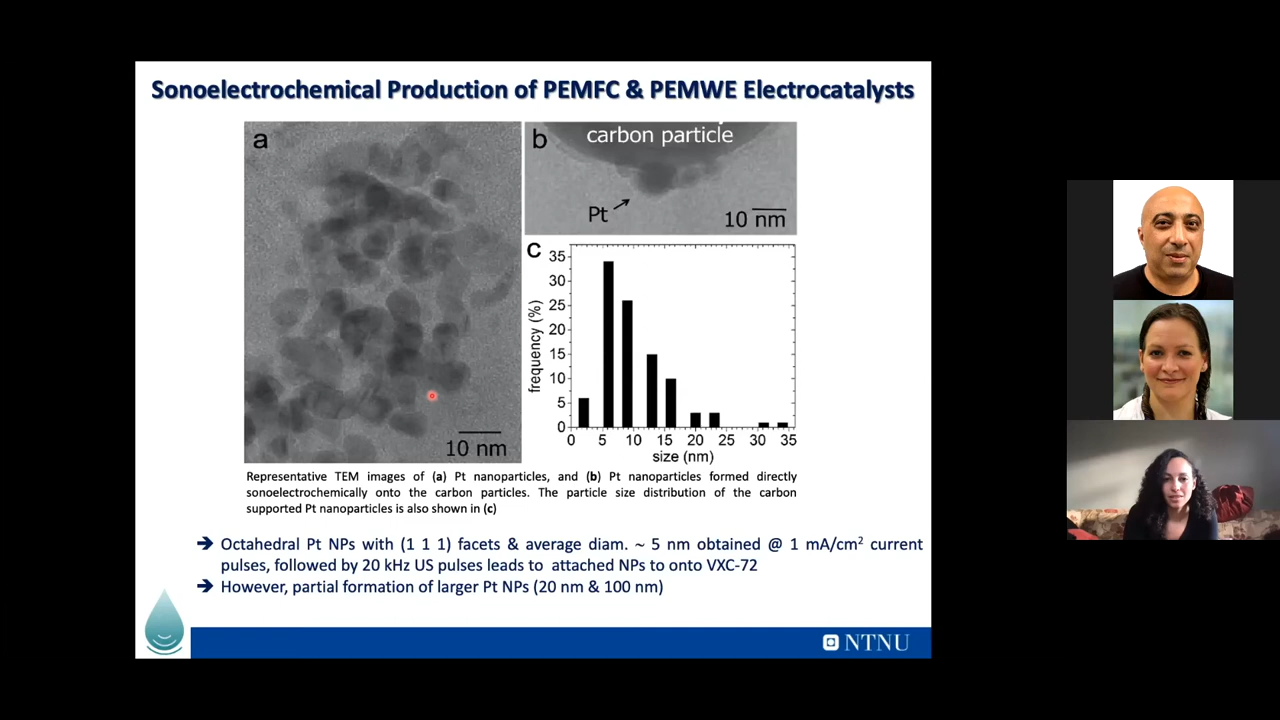 Sonoelectrochemical Production of PEMFC & PEMWE Electrocatalysts
a
10 nm
b
carbon particle
Pt
10 nm
C
frequency (%)
35
30
25
20
15
10
5
0
0 5 10 15 20 25 30 35
size (nm)
Representative TEM images of (a) Pt nanoparticles, and (b) Pt nanoparticles formed directly
sonoelectrochemically onto the carbon particles. The particle size distribution of the carbon
supported Pt nanoparticles is also shown in (c)
➔ Octahedral Pt NPs with (1 1 1) facets & average diam. ~ 5 nm obtained @ 1 mA/cm² current
pulses, followed by 20 kHz US pulses leads to attached NPs to onto VXC-72
➔ However, partial formation of larger Pt NPs (20 nm & 100 nm)
NTNU